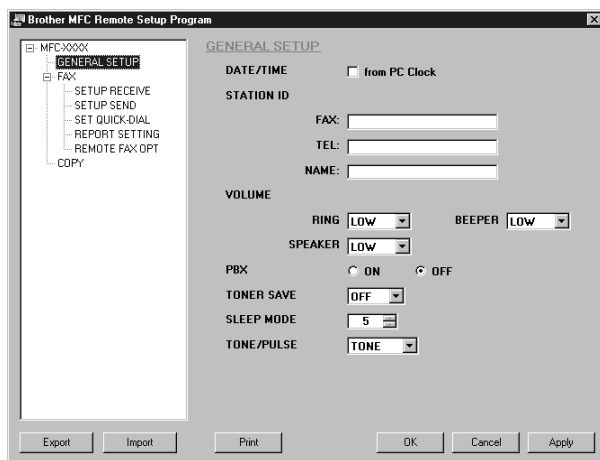 Brother MFC Remote Setup Program
MFC-XXXX
GENERAL SETUP
FAX
SETUP RECEIVE
SETUP SEND
SET QUICK-DIAL
REPORT SETTING
REMOTE FAX OPT
COPY
GENERAL SETUP
DATE/TIME from PC Clock
STATION ID
FAX:
TEL:
NAME:
VOLUME
RING LOW BEEPER LOW
SPEAKER LOW
PBX ON OFF
TONER SAVE OFF
SLEEP MODE 5
TONE/PULSE TONE
Export Import Print OK Cancel Apply